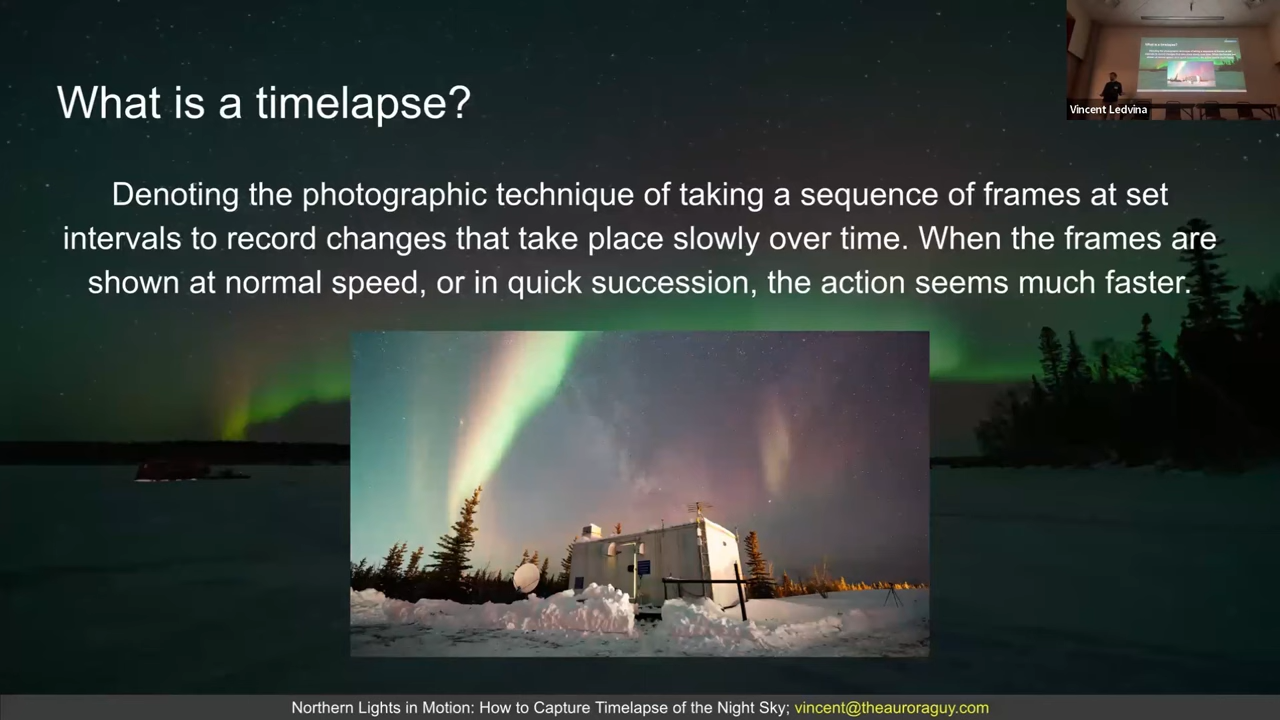 What is a timelapse?
Vincent Ledvina
Denoting the photographic technique of taking a sequence of frames at set
intervals to record changes that take place slowly over time. When the frames are
shown at normal speed, or in quick succession, the action seems much faster.
Northern Lights in Motion: How to Capture Timelapse of the Night Sky; vincent@theauroraguy.com